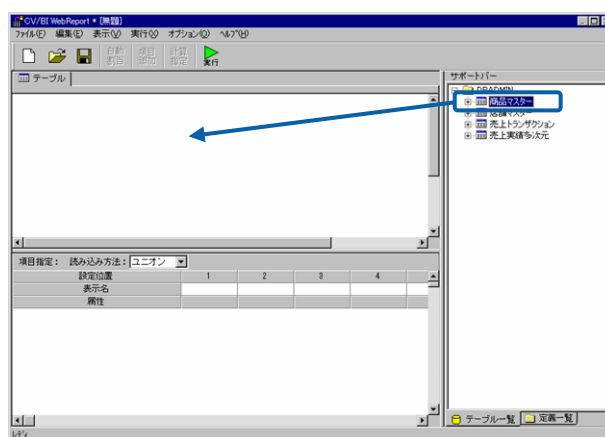 CV/BI WebReport * [無題]
ファイル(F) 編集(E) 表示(V) 実行(X) オプション(O) ヘルプ(H)
自動割当 項目添加 計算指定 実行
テーブル
サポートバー
DBADMIN
商品マスター
店舗マスター
売上トランザクション
売上実績多次元
項目指定: 読み込み方法: ユニオン
設定位置 1 2 3 4
表示名
属性
テーブル一覧 定義一覧
レディ